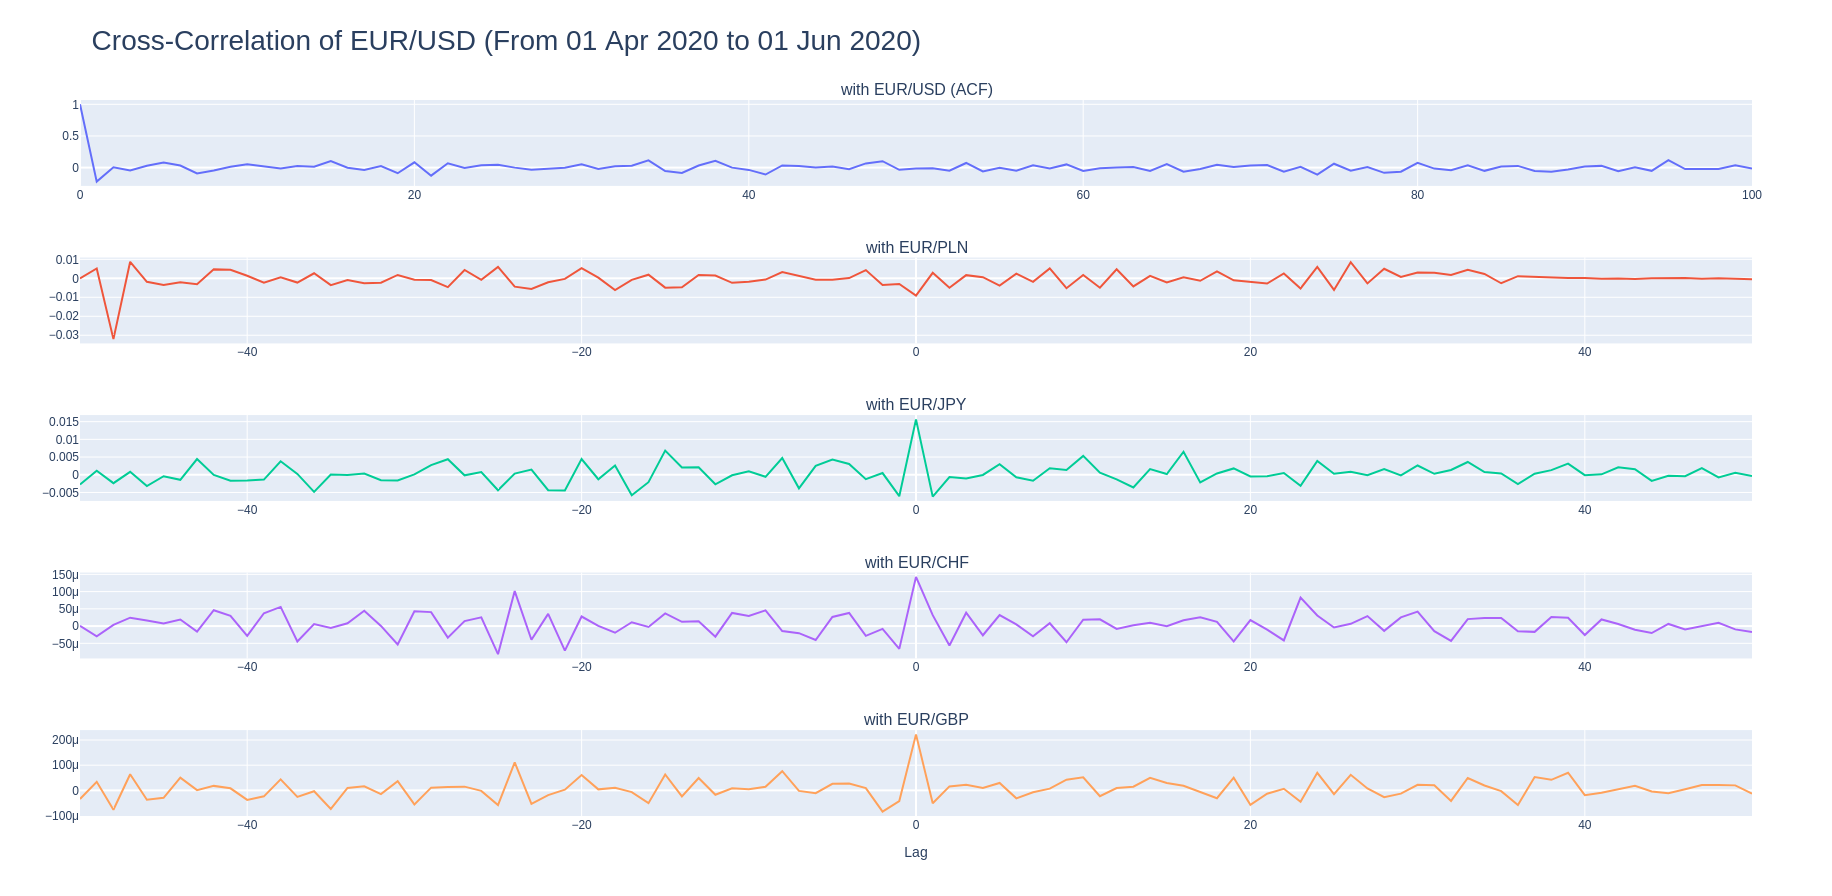 Cross-Correlation of EUR/USD (From 01 Apr 2020 to 01 Jun 2020)
with EUR/USD (ACF)
1
0.5
0
0 20 40 60 80 100
with EUR/PLN
0.01
0
−0.01
−0.02
−0.03
−40 −20 0 20 40
with EUR/JPY
0.015
0.01
0.005
0
−0.005
−40 −20 0 20 40
with EUR/CHF
150μ
100μ
50μ
0
−50μ
−40 −20 0 20 40
with EUR/GBP
200μ
100μ
0
−100μ
−40 −20 0 20 40
Lag